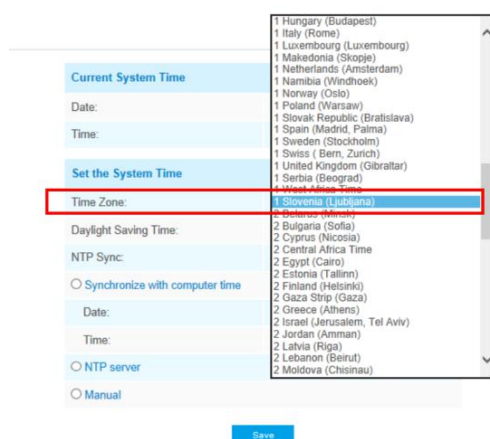 Current System Time
Date:
Time:
Set the System Time
Time Zone:
Daylight Saving Time:
NTP Sync:
Synchronize with computer time
Date:
Time:
NTP server
Manual
Save
1 Hungary (Budapest)
1 Italy (Rome)
1 Luxembourg (Luxembourg)
1 Makedonia (Skopje)
1 Netherlands (Amsterdam)
1 Namibia (Windhoek)
1 Norway (Oslo)
1 Poland (Warsaw)
1 Slovak Republic (Bratislava)
1 Spain (Madrid, Palma)
1 Sweden (Stockholm)
1 Swiss ( Bern, Zurich)
1 United Kingdom (Gibraltar)
1 Serbia (Beograd)
1 West Africa Time
1 Slovenia (Ljubljana)
2 Belarus (Minsk)
2 Bulgaria (Sofia)
2 Cyprus (Nicosia)
2 Central Africa Time
2 Egypt (Cairo)
2 Estonia (Tallinn)
2 Finland (Helsinki)
2 Gaza Strip (Gaza)
2 Greece (Athens)
2 Israel (Jerusalem, Tel Aviv)
2 Jordan (Amman)
2 Latvia (Riga)
2 Lebanon (Beirut)
2 Moldova (Chisinau)